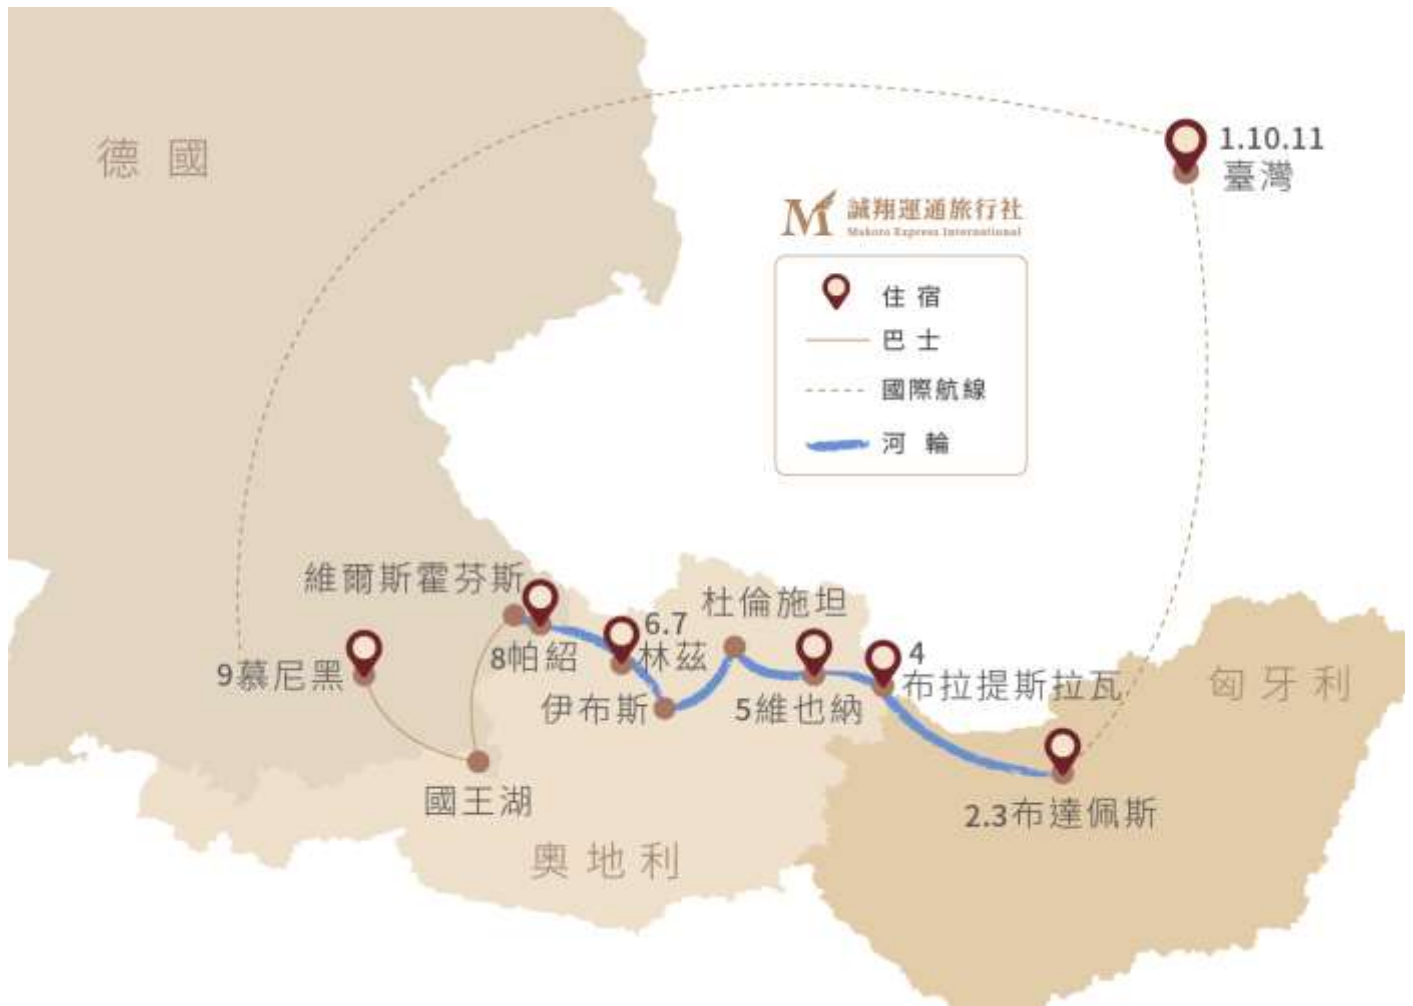 德國
1.10.11
臺灣
誠翔運通旅行社
Makoto Express International
住宿
巴士
國際航線
河輪
維爾斯霍芬斯
杜倫施坦
6.7
林茲
8帕紹
4
布拉提斯拉瓦
9慕尼黑
伊布斯
5維也納
匈牙利
國王湖
2.3布達佩斯
奧地利